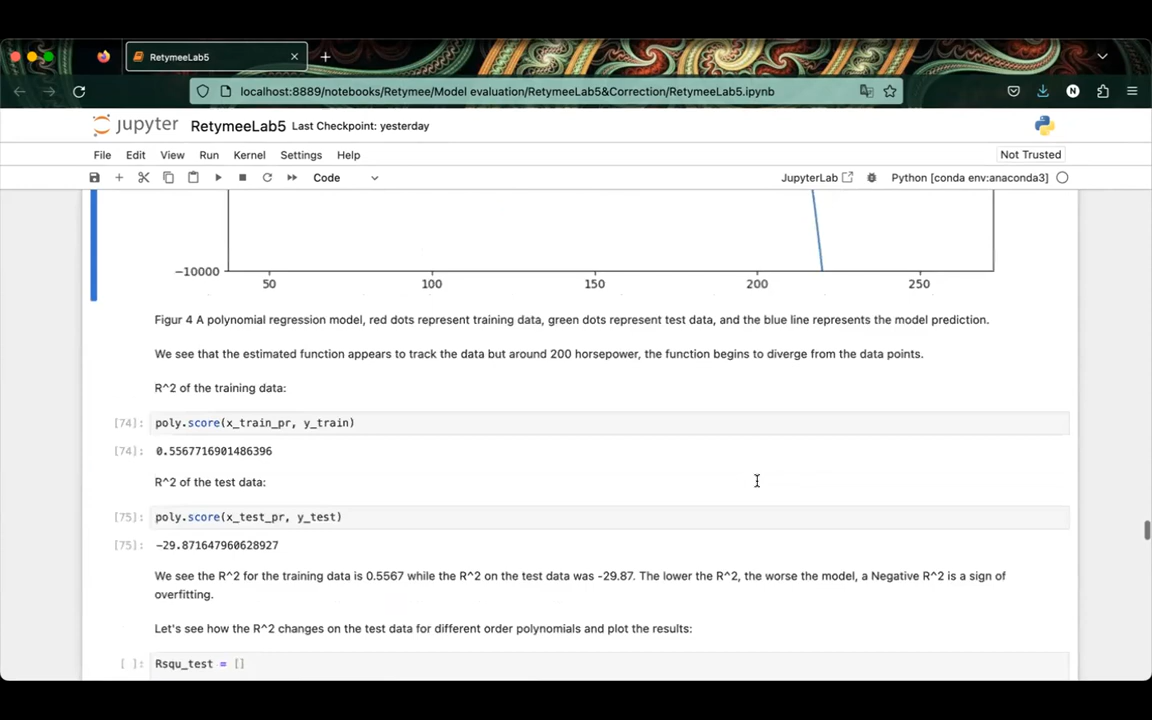 RetymeeLab5
localhost:8889/notebooks/Retymee/Model evaluation/RetymeeLab5&Correction/RetymeeLab5.ipynb
N
jupyter RetymeeLab5 Last Checkpoint: yesterday
File Edit View Run Kernel Settings Help
Not Trusted
Code
JupyterLab
Python [conda env:anaconda3]
−10000
50 100 150 200 250
Figur 4 A polynomial regression model, red dots represent training data, green dots represent test data, and the blue line represents the model prediction.
We see that the estimated function appears to track the data but around 200 horsepower, the function begins to diverge from the data points.
R^2 of the training data:
[74]: poly.score(x_train_pr, y_train)
[74]: 0.5567716901486396
R^2 of the test data:
[75]: poly.score(x_test_pr, y_test)
[75]: -29.871647960628927
We see the R^2 for the training data is 0.5567 while the R^2 on the test data was -29.87. The lower the R^2, the worse the model, a Negative R^2 is a sign of
overfitting.
Let's see how the R^2 changes on the test data for different order polynomials and plot the results:
[ ]: Rsqu_test = []